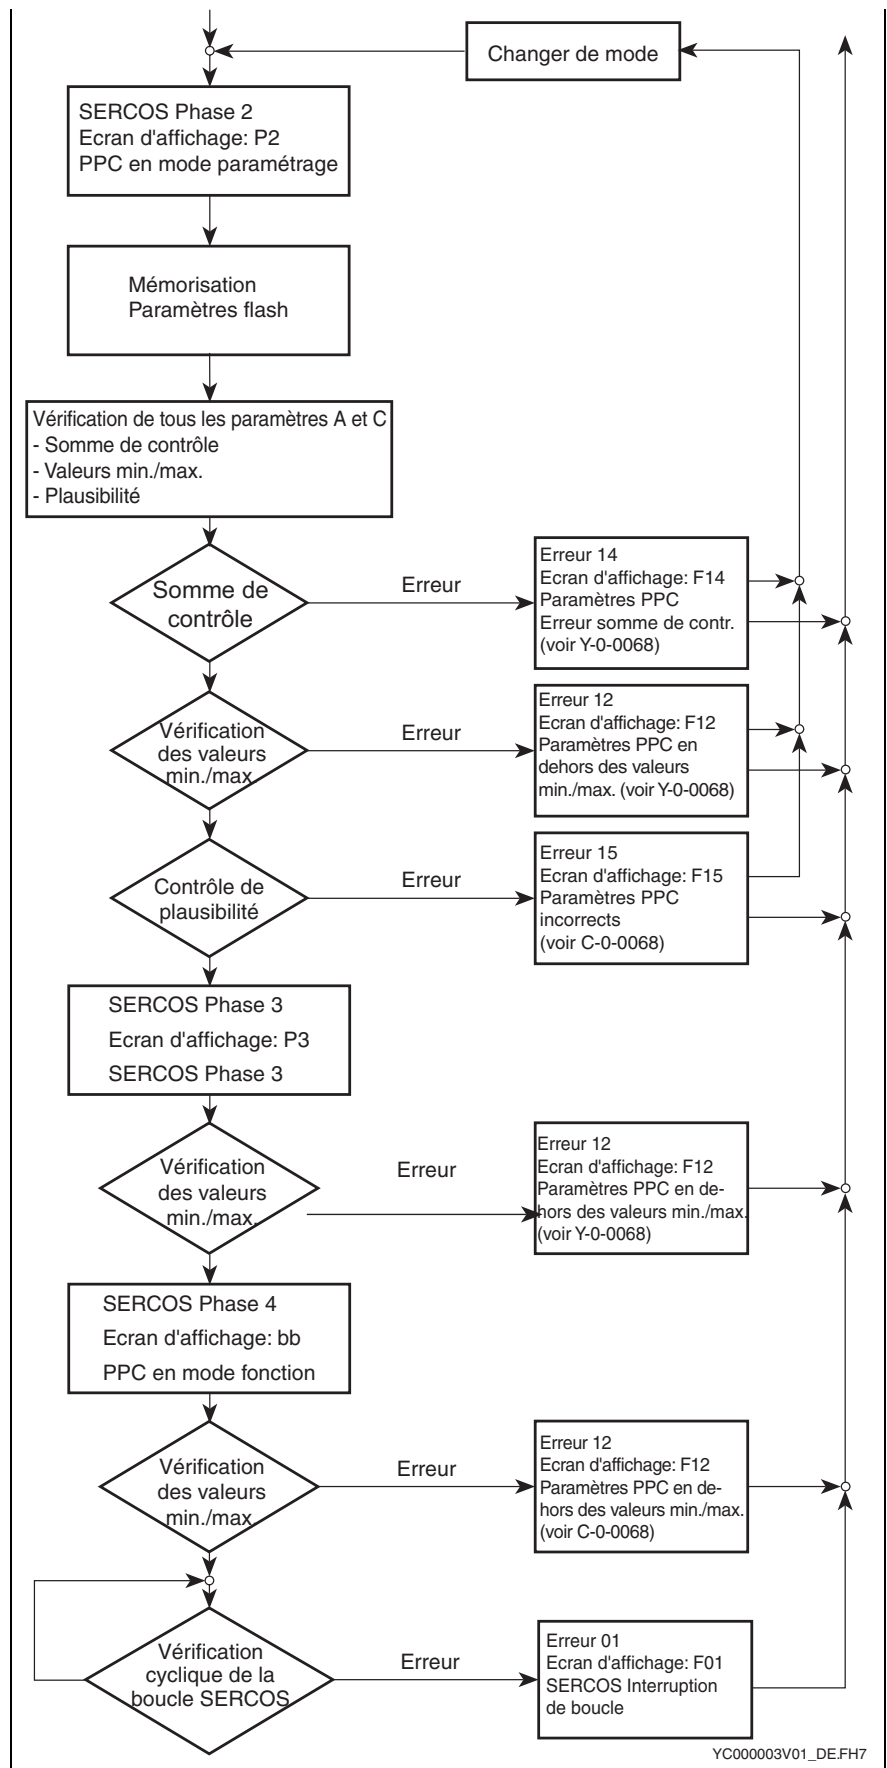 Changer de mode
SERCOS Phase 2
Ecran d'affichage: P2
PPC en mode paramétrage
Mémorisation
Paramètres flash
Vérification de tous les paramètres A et C
- Somme de contrôle
- Valeurs min./max.
- Plausibilité
Somme de
contrôle
Erreur
Erreur 14
Ecran d'affichage: F14
Paramètres PPC
Erreur somme de contr.
(voir Y-0-0068)
Vérification
des valeurs
min./max.
Erreur
Erreur 12
Ecran d'affichage: F12
Paramètres PPC en
dehors des valeurs
min./max. (voir Y-0-0068)
Contrôle de
plausibilité
Erreur
Erreur 15
Ecran d'affichage: F15
Paramètres PPC
incorrects
(voir C-0-0068)
SERCOS Phase 3
Ecran d'affichage: P3
SERCOS Phase 3
Vérification
des valeurs
min./max.
Erreur
Erreur 12
Ecran d'affichage: F12
Paramètres PPC en de-
hors des valeurs min./max.
(voir Y-0-0068)
SERCOS Phase 4
Ecran d'affichage: bb
PPC en mode fonction
Vérification
des valeurs
min./max.
Erreur
Erreur 12
Ecran d'affichage: F12
Paramètres PPC en de-
hors des valeurs min./max.
(voir C-0-0068)
Vérification
cyclique de la
boucle SERCOS
Erreur
Erreur 01
Ecran d'affichage: F01
SERCOS Interruption
de boucle
YC000003V01_DE.FH7